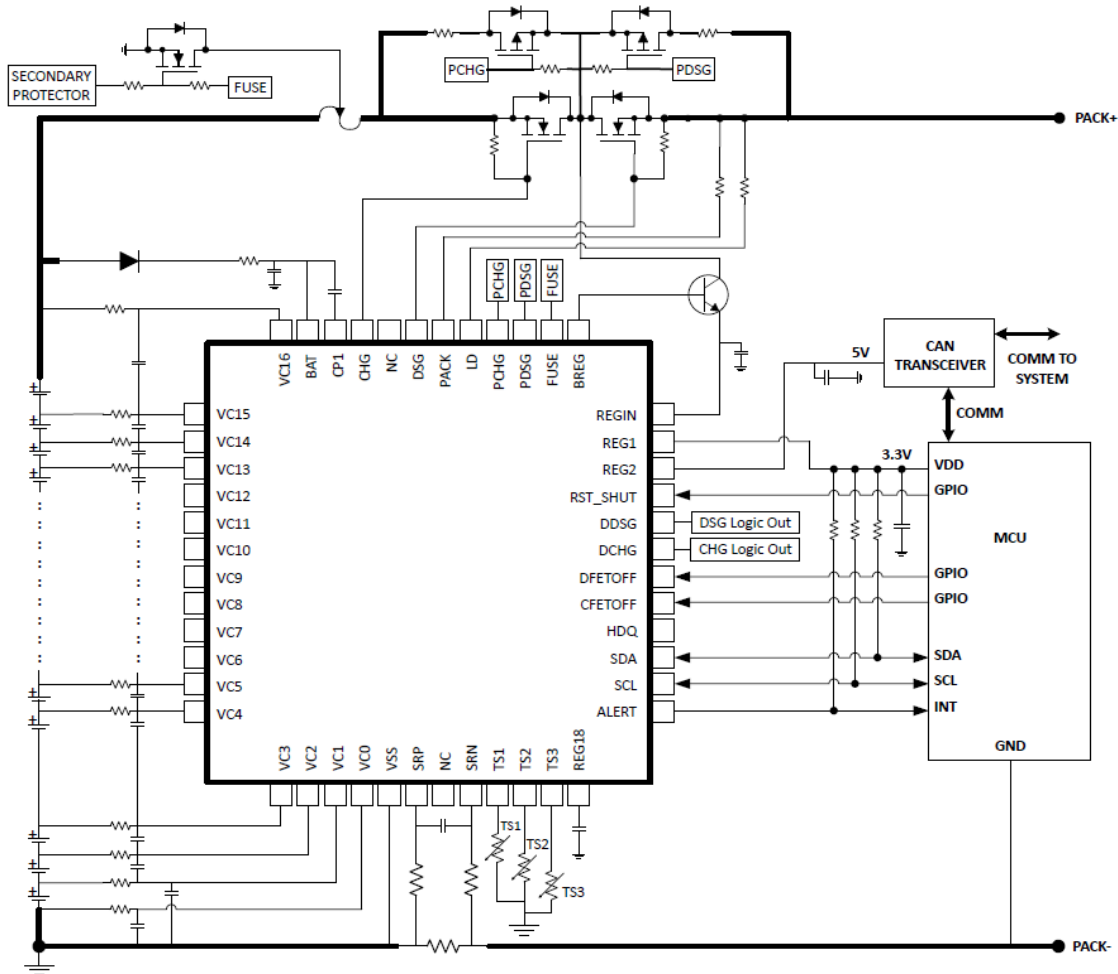 SECONDARY
PROTECTOR
FUSE
PCHG
PDSG
PACK+
PCHG
PDSG
FUSE
VC16
BAT
CP1
CHG
NC
DSG
PACK
LD
PCHG
PDSG
FUSE
BREG
5V
CAN
TRANSCEIVER
COMM TO
SYSTEM
COMM
VC15
VC14
VC13
VC12
VC11
VC10
VC9
VC8
VC7
VC6
VC5
VC4
REGIN
REG1
REG2
RST_SHUT
DDSG
DCHG
DFETOFF
CFETOFF
HDQ
SDA
SCL
ALERT
DSG Logic Out
CHG Logic Out
3.3V
VDD
GPIO
MCU
GPIO
GPIO
SDA
SCL
INT
GND
VC3
VC2
VC1
VC0
VSS
SRP
NC
SRN
TS1
TS2
TS3
REG18
TS1
TS2
TS3
PACK-